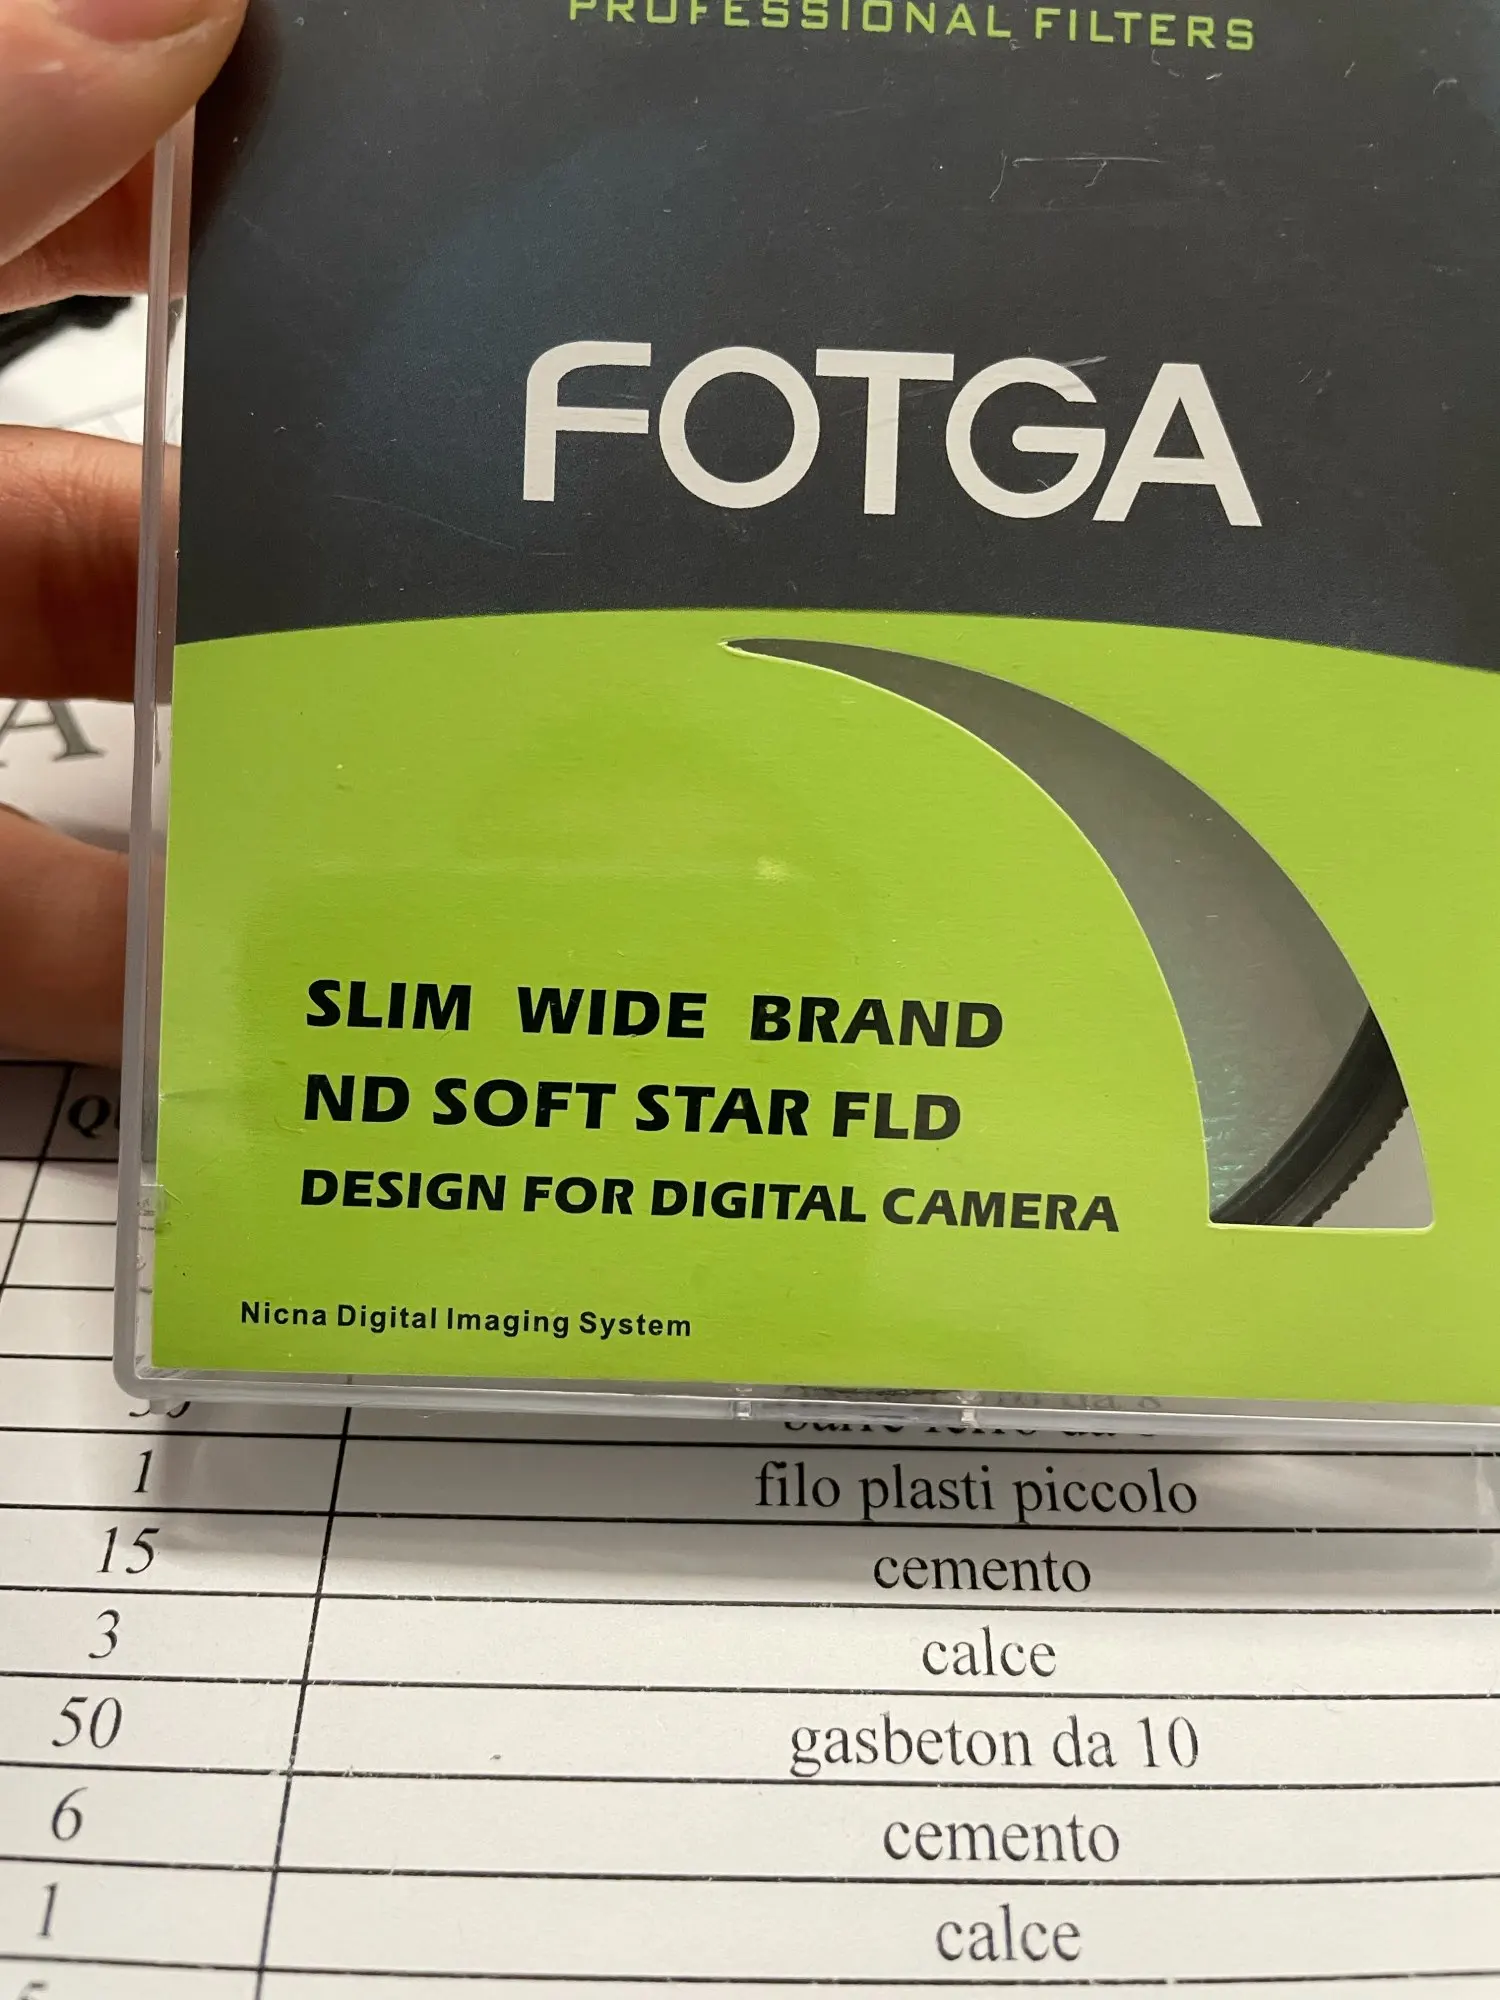 PROFESSIONAL FILTERS
FOTGA
SLIM WIDE BRAND
ND SOFT STAR FLD
DESIGN FOR DIGITAL CAMERA
Nicna Digital Imaging System
A
1 filo plasti piccolo
15 cemento
3 calce
50 gasbeton da 10
6 cemento
1 calce